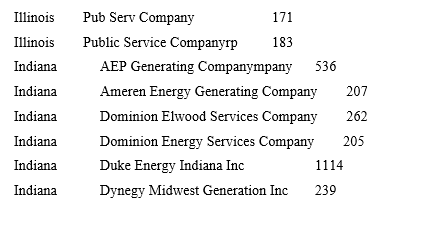 Illinois Pub Serv Company 171
Illinois Public Service Companyrp 183
Indiana AEP Generating Companympany 536
Indiana Ameren Energy Generating Company 207
Indiana Dominion Elwood Services Company 262
Indiana Dominion Energy Services Company 205
Indiana Duke Energy Indiana Inc 1114
Indiana Dynegy Midwest Generation Inc 239